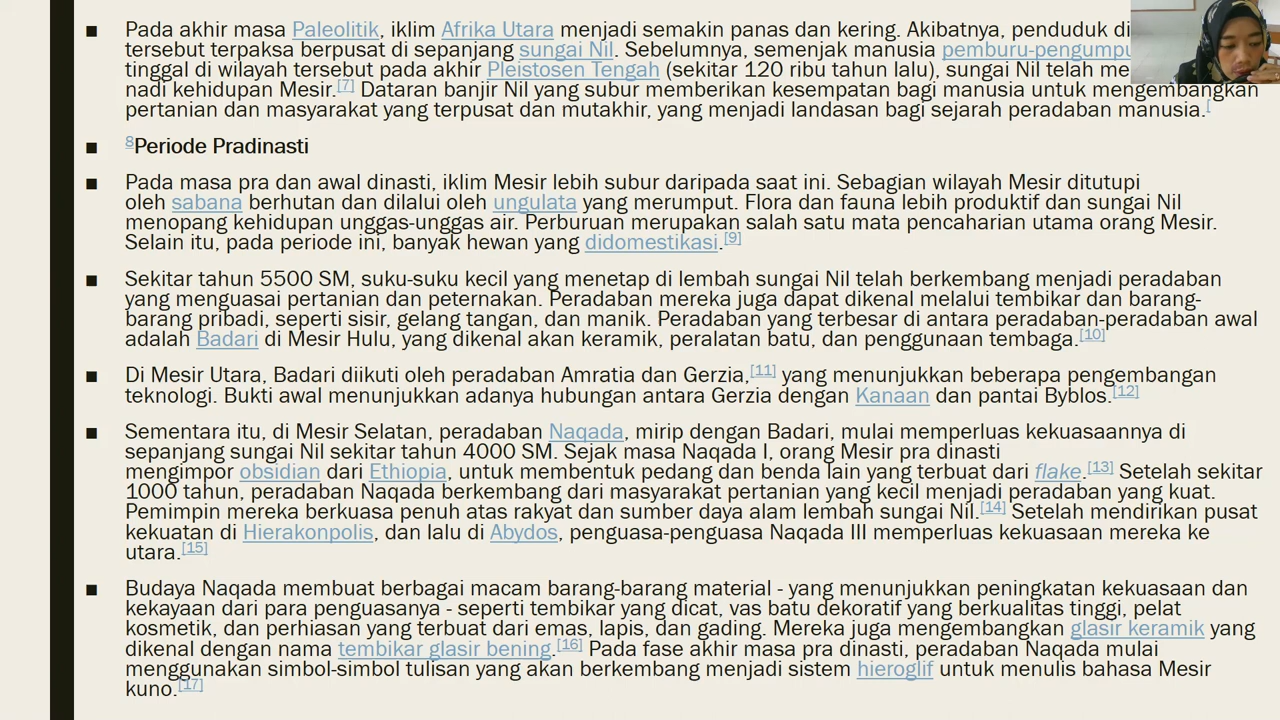 Pada akhir masa Paleolitik, iklim Afrika Utara menjadi semakin panas dan kering. Akibatnya, penduduk di
tersebut terpaksa berpusat di sepanjang sungai Nil. Sebelumnya, semenjak manusia
tinggal di wilayah tersebut pada akhir Pleistosen Tengah (sekitar 120 ribu tahun lalu), sungai Nil telah
nadi kehidupan Mesir.[7] Dataran banjir Nil yang subur memberikan kesempatan bagi manusia untuk mengembangkan
pertanian dan masyarakat yang terpusat dan mutakhir, yang menjadi landasan bagi sejarah peradaban manusia.[
8Periode Pradinasti
Pada masa pra dan awal dinasti, iklim Mesir lebih subur daripada saat ini. Sebagian wilayah Mesir ditutupi
oleh sabana berhutan dan dilalui oleh ungulata yang merumput. Flora dan fauna lebih produktif dan sungai Nil
menopang kehidupan unggas-unggas air. Perburuan merupakan salah satu mata pencaharian utama orang Mesir.
Selain itu, pada periode ini, banyak hewan yang didomestikasi.[9]
Sekitar tahun 5500 SM, suku-suku kecil yang menetap di lembah sungai Nil telah berkembang menjadi peradaban
yang menguasai pertanian dan peternakan. Peradaban mereka juga dapat dikenal melalui tembikar dan barang-
barang pribadi, seperti sisir, gelang tangan, dan manik. Peradaban yang terbesar di antara peradaban-peradaban awal
adalah Badari di Mesir Hulu, yang dikenal akan keramik, peralatan batu, dan penggunaan tembaga.[10]
Di Mesir Utara, Badari diikuti oleh peradaban Amratia dan Gerzia,[11] yang menunjukkan beberapa pengembangan
teknologi. Bukti awal menunjukkan adanya hubungan antara Gerzia dengan Kanaan dan pantai Byblos.[12]
Sementara itu, di Mesir Selatan, peradaban Naqada, mirip dengan Badari, mulai memperluas kekuasaannya di
sepanjang sungai Nil sekitar tahun 4000 SM. Sejak masa Naqada I, orang Mesir pra dinasti
mengimpor obsidian dari Ethiopia, untuk membentuk pedang dan benda lain yang terbuat dari flake.[13] Setelah sekitar
1000 tahun, peradaban Naqada berkembang dari masyarakat pertanian yang kecil menjadi peradaban yang kuat.
Pemimpin mereka berkuasa penuh atas rakyat dan sumber daya alam lembah sungai Nil.[14] Setelah mendirikan pusat
kekuatan di Hierakonpolis, dan lalu di Abydos, penguasa-penguasa Naqada III memperluas kekuasaan mereka ke
utara.[15]
Budaya Naqada membuat berbagai macam barang-barang material - yang menunjukkan peningkatan kekuasaan dan
kekayaan dari para penguasanya - seperti tembikar yang dicat, vas batu dekoratif yang berkualitas tinggi, pelat
kosmetik, dan perhiasan yang terbuat dari emas, lapis, dan gading. Mereka juga mengembangkan glasir keramik yang
dikenal dengan nama tembikar glasir bening.[16] Pada fase akhir masa pra dinasti, peradaban Naqada mulai
menggunakan simbol-simbol tulisan yang akan berkembang menjadi sistem hieroglif untuk menulis bahasa Mesir
kuno.[17]